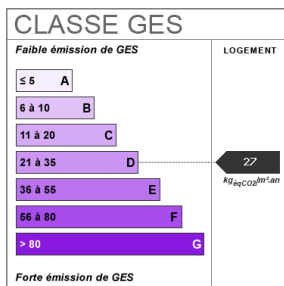 CLASSE GES
Faible émission de GES
LOGEMENT
≤ 5 A
6 à 10 B
11 à 20 C
21 à 35 D
27
kgéqCO2/m².an
36 à 55 E
56 à 80 F
> 80 G
Forte émission de GES